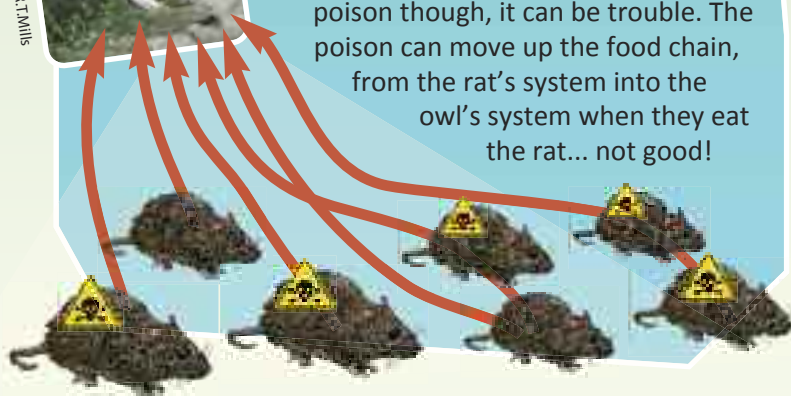 poison though, it can be trouble. The
poison can move up the food chain,
from the rat's system into the
owl's system when they eat
the rat... not good!
.T.Mills